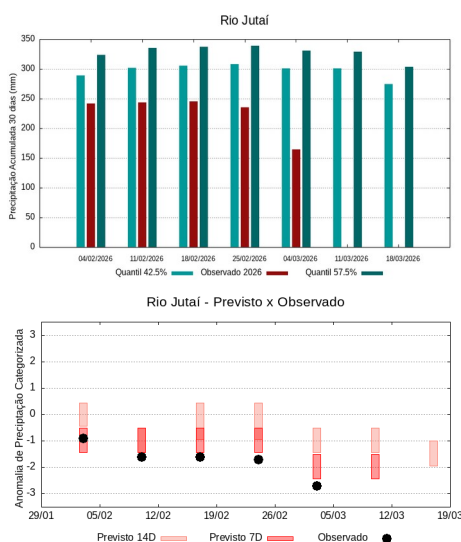 Rio Jutaí
Precipitação Acumulada 30 dias (mm)
350
300
250
200
150
100
50
0
04/02/2026 11/02/2026 18/02/2026 25/02/2026 04/03/2026 11/03/2026 18/03/2026
Quantil 42.5% Observado 2026 Quantil 57.5%
Rio Jutaí - Previsto x Observado
Anomalia de Precipitação Categorizada
3
2
1
0
-1
-2
-3
29/01 05/02 12/02 19/02 26/02 05/03 12/03 19/03
Previsto 14D Previsto 7D Observado